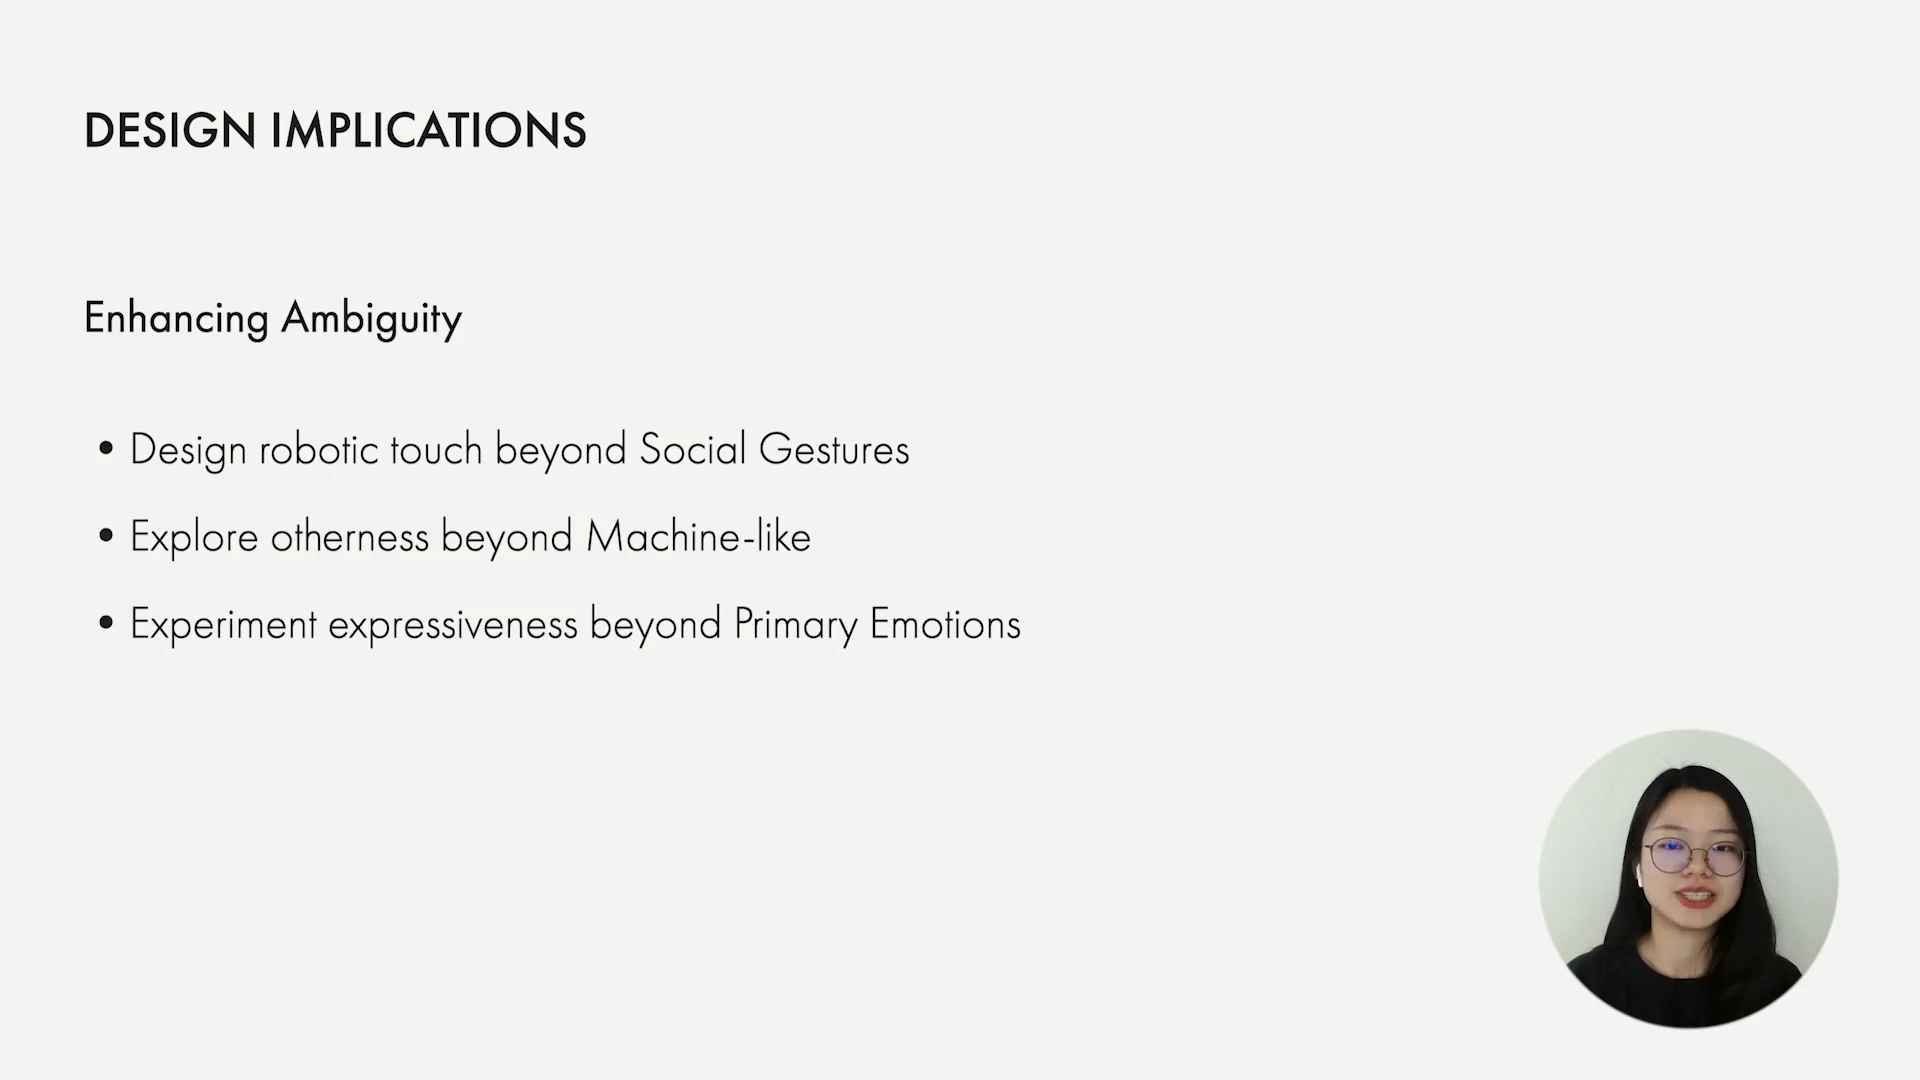 DESIGN IMPLICATIONS
Enhancing Ambiguity
• Design robotic touch beyond Social Gestures
• Explore otherness beyond Machine-like
• Experiment expressiveness beyond Primary Emotions